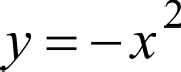 y = −x²